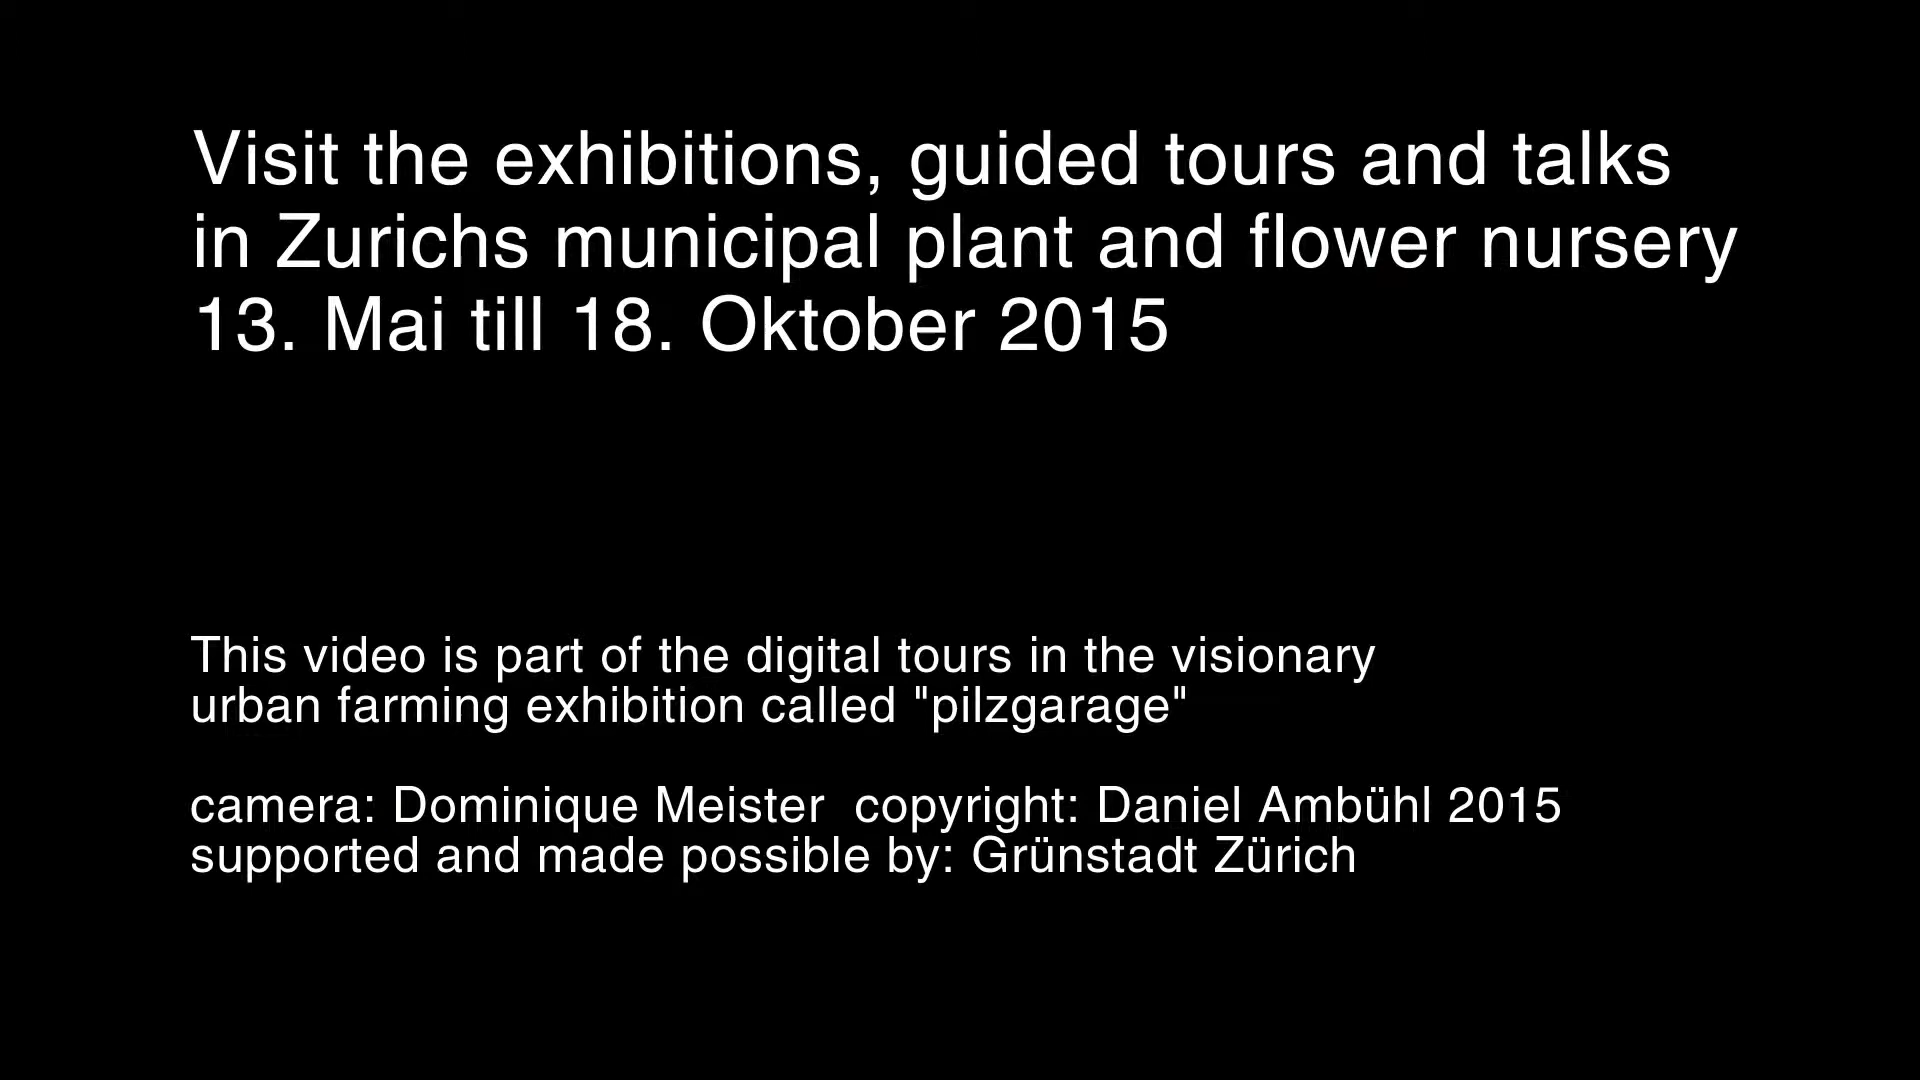 Visit the exhibitions, guided tours and talks
in Zurichs municipal plant and flower nursery
13. Mai till 18. Oktober 2015
This video is part of the digital tours in the visionary
urban farming exhibition called "pilzgarage"
camera: Dominique Meister  copyright: Daniel Ambühl 2015
supported and made possible by: Grünstadt Zürich